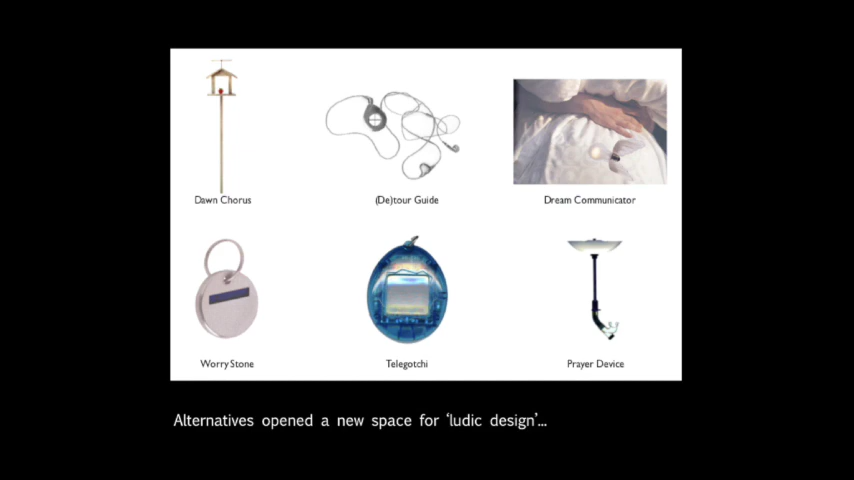 Dawn Chorus
(De)tour Guide
Dream Communicator
Worry Stone
Telegotchi
Prayer Device
Alternatives opened a new space for ‘ludic design’...